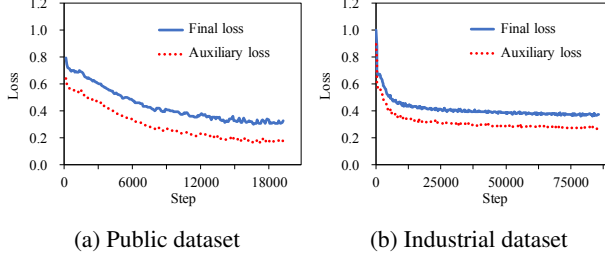 1.2
1.0
0.8
0.6
0.4
0.2
0.0
Loss
Final loss
Auxiliary loss
0 6000 12000 18000
Step
(a) Public dataset
1.2
1.0
0.8
0.6
0.4
0.2
0.0
Loss
Final loss
Auxiliary loss
0 25000 50000 75000
Step
(b) Industrial dataset